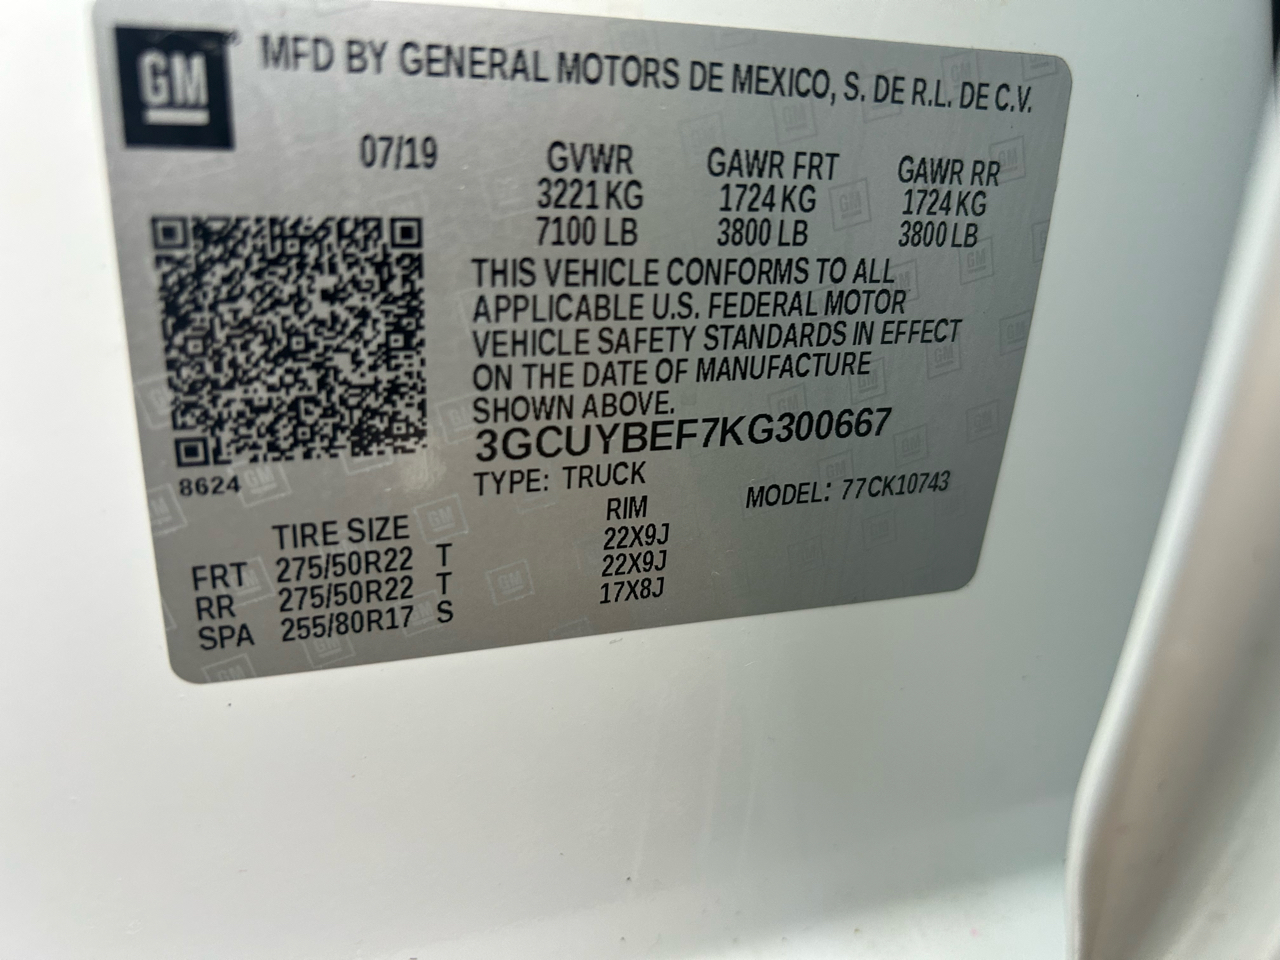 GM MFD BY GENERAL MOTORS DE MEXICO, S. DE R.L. DE C.V.
07/19 GVWR GAWR FRT GAWR RR
3221 KG 1724 KG 1724 KG
7100 LB 3800 LB 3800 LB
THIS VEHICLE CONFORMS TO ALL
APPLICABLE U.S. FEDERAL MOTOR
VEHICLE SAFETY STANDARDS IN EFFECT
ON THE DATE OF MANUFACTURE
SHOWN ABOVE.
3GCUYBEF7KG300667
8624
TYPE: TRUCK MODEL: 77CK10743
TIRE SIZE RIM
FRT 275/50R22 T 22X9J
RR 275/50R22 T 22X9J
SPA 255/80R17 S 17X8J